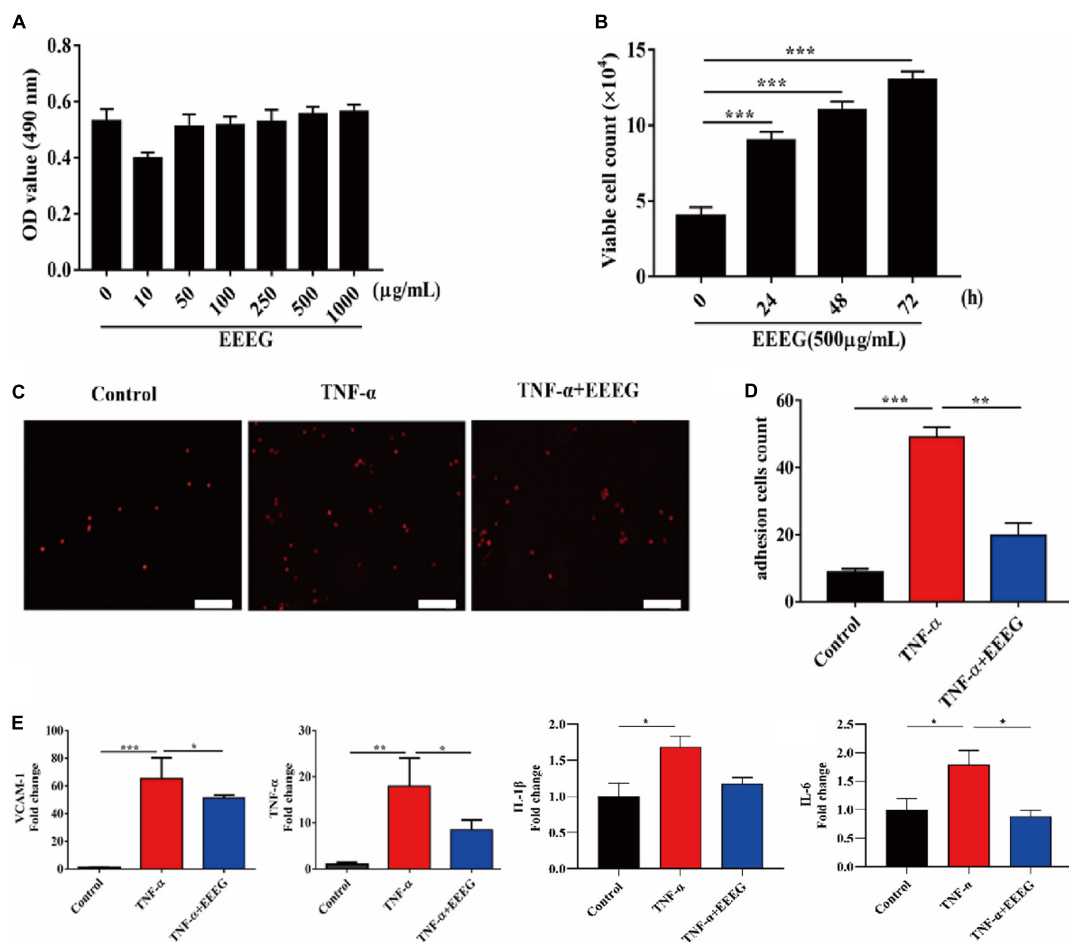 A
OD value (490 nm)
0.8
0.6
0.4
0.2
0.0
0 10 50 100 250 500 1000 (μg/mL)
EEEG
B
Viable cell count (×10⁴)
15
10
5
0
***
***
***
0 24 48 72 (h)
EEEG(500μg/mL)
C
Control TNF-α TNF-α+EEEG
D
adhesion cells count
60
40
20
0
*** **
Control TNF-α TNF-α+EEEG
E
VCAM-1
Fold change
100
80
60
40
20
0
*** *
Control TNF-α TNF-α+EEEG
TNF-α
Fold change
30
20
10
0
** *
Control TNF-α TNF-α+EEEG
IL-1β
Fold change
2.0
1.5
1.0
0.5
0.0
*
Control TNF-α TNF-α+EEEG
IL-6
Fold change
2.5
2.0
1.5
1.0
0.5
0.0
* *
Control TNF-α TNF-α+EEEG